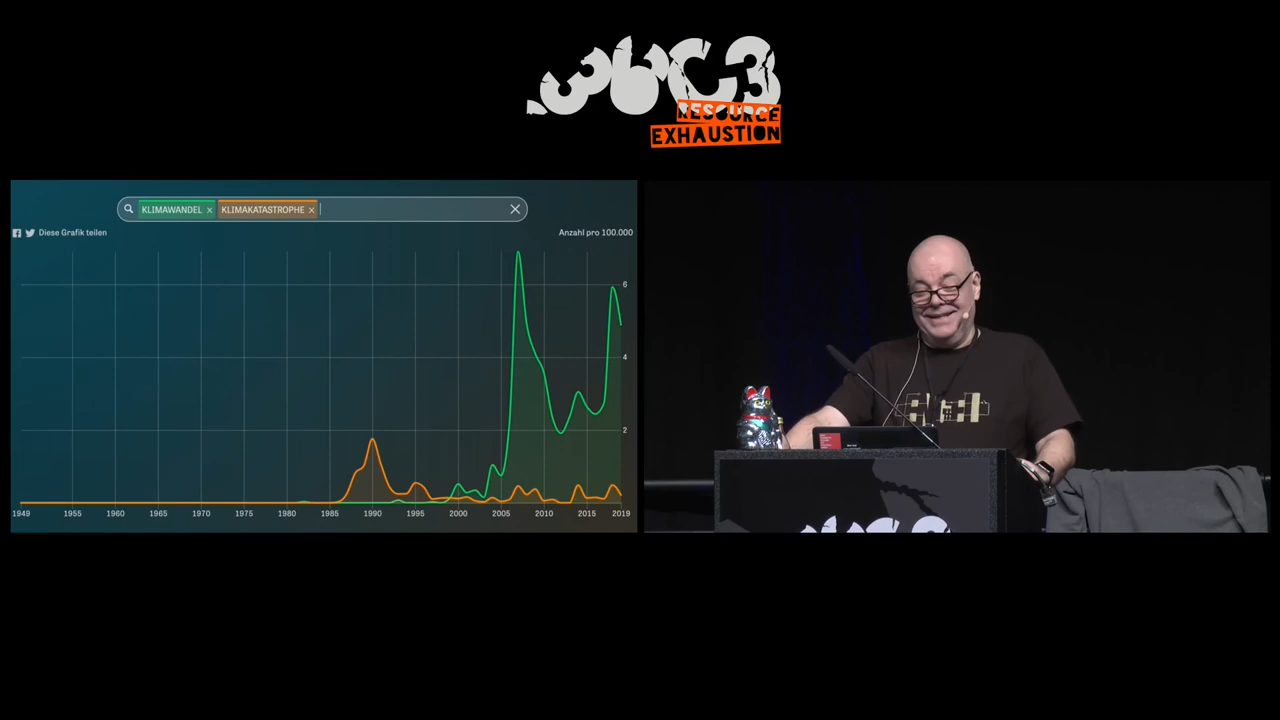 36C3
RESOURCE
EXHAUSTION
KLIMAWANDEL × KLIMAKATASTROPHE ×
Diese Grafik teilen
Anzahl pro 100.000
6
4
2
1949 1955 1960 1965 1970 1975 1980 1985 1990 1995 2000 2005 2010 2015 2019